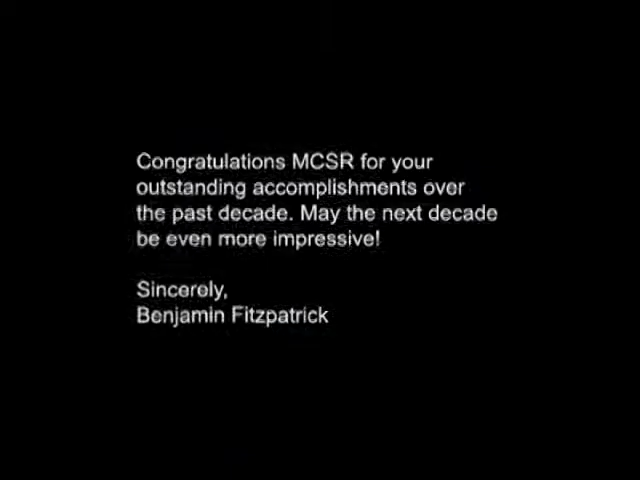 Congratulations MCSR for your
outstanding accomplishments over
the past decade. May the next decade
be even more impressive!
Sincerely,
Benjamin Fitzpatrick